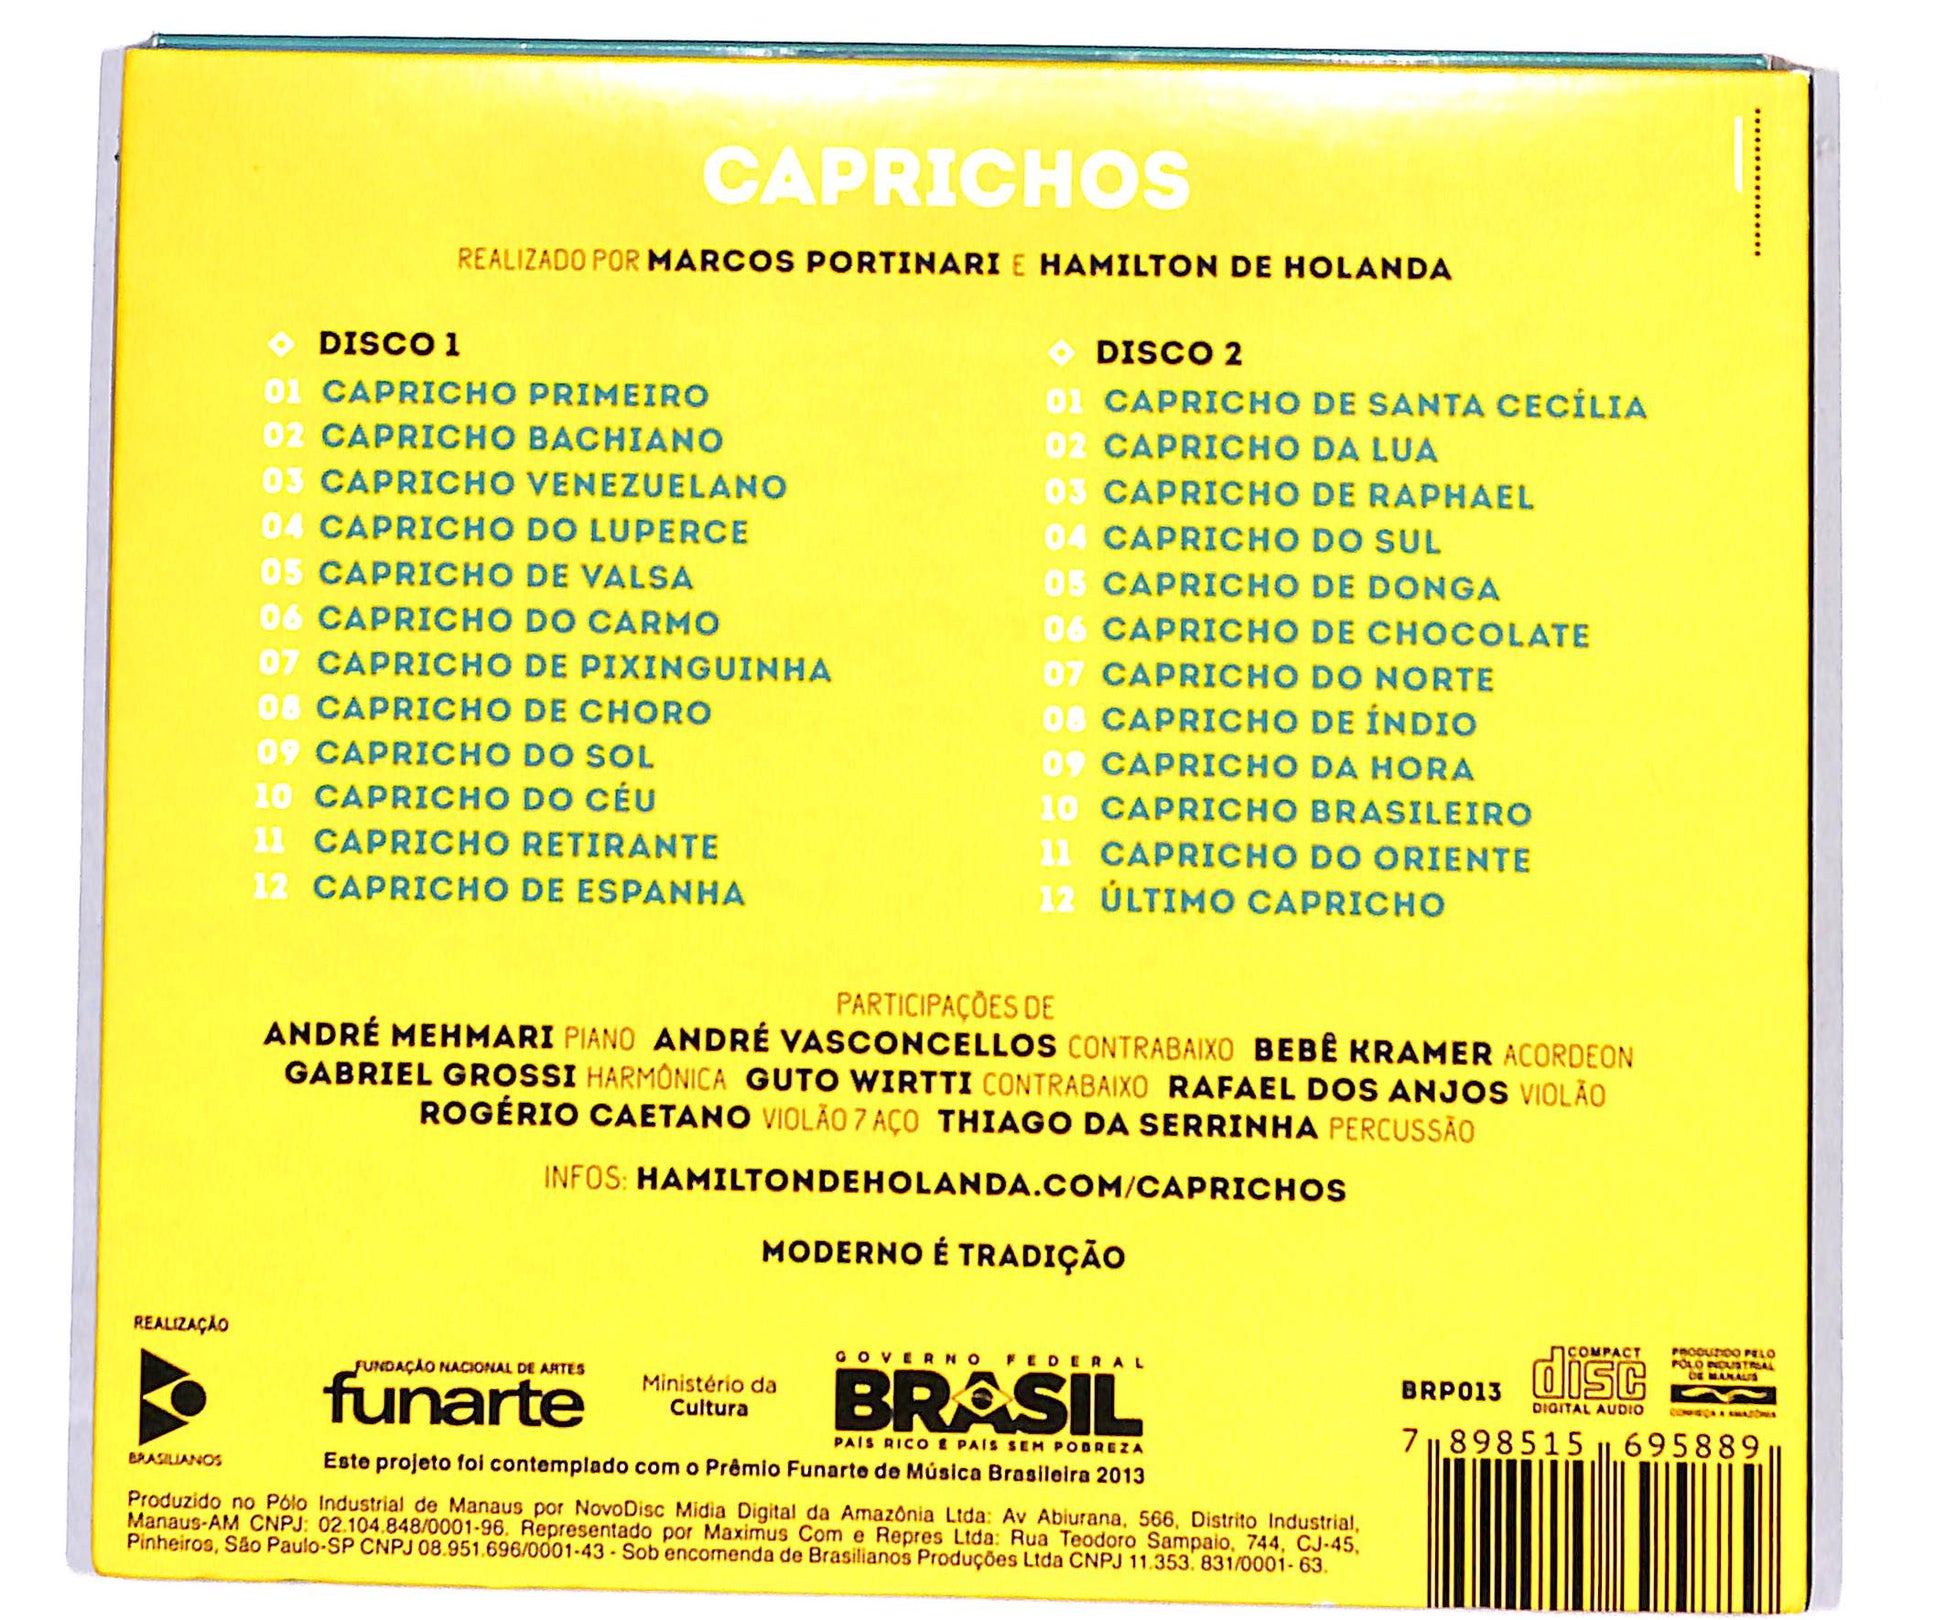 CAPRICHOS
REALIZADO POR MARCOS PORTINARI E HAMILTON DE HOLANDA
DISCO 1
01 CAPRICHO PRIMEIRO
02 CAPRICHO BACHIANO
03 CAPRICHO VENEZUELANO
04 CAPRICHO DO LUPERCE
05 CAPRICHO DE VALSA
06 CAPRICHO DO CARMO
07 CAPRICHO DE PIXINGUINHA
08 CAPRICHO DE CHORO
09 CAPRICHO DO SOL
10 CAPRICHO DO CÉU
11 CAPRICHO RETIRANTE
12 CAPRICHO DE ESPANHA
DISCO 2
01 CAPRICHO DE SANTA CECÍLIA
02 CAPRICHO DA LUA
03 CAPRICHO DE RAPHAEL
04 CAPRICHO DO SUL
05 CAPRICHO DE DONGA
06 CAPRICHO DE CHOCOLATE
07 CAPRICHO DO NORTE
08 CAPRICHO DE ÍNDIO
09 CAPRICHO DA HORA
10 CAPRICHO BRASILEIRO
11 CAPRICHO DO ORIENTE
12 ÚLTIMO CAPRICHO
PARTICIPAÇÕES DE
ANDRÉ MEHMARI PIANO ANDRÉ VASCONCELLOS CONTRABAIXO BEBÊ KRAMER ACORDEON
GABRIEL GROSSI HARMÔNICA GUTO WIRTTI CONTRABAIXO RAFAEL DOS ANJOS VIOLÃO
ROGÉRIO CAETANO VIOLÃO 7 AÇO THIAGO DA SERRINHA PERCUSSÃO
INFOS: HAMILTONDEHOLANDA.COM/CAPRICHOS
MODERNO É TRADIÇÃO
REALIZAÇÃO
BRASILIANOS
FUNDAÇÃO NACIONAL DE ARTES
funarte
Ministério da
Cultura
GOVERNO FEDERAL
BRASIL
PAÍS RICO É PAÍS SEM POBREZA
Este projeto foi contemplado com o Prêmio Funarte de Música Brasileira 2013
BRP013
COMPACT
disc
DIGITAL AUDIO
PRODUZIDO PELO
PÓLO INDUSTRIAL
DE MANAUS
CONHEÇA A AMAZÔNIA
7 898515 695889
Produzido no Pólo Industrial de Manaus por NovoDisc Mídia Digital da Amazônia Ltda: Av Abiurana, 566, Distrito Industrial,
Manaus-AM CNPJ: 02.104.848/0001-96. Representado por Maximus Com e Repres Ltda: Rua Teodoro Sampaio, 744, CJ-45,
Pinheiros, São Paulo-SP CNPJ 08.951.696/0001-43 - Sob encomenda de Brasilianos Produções Ltda CNPJ 11.353. 831/0001- 63.